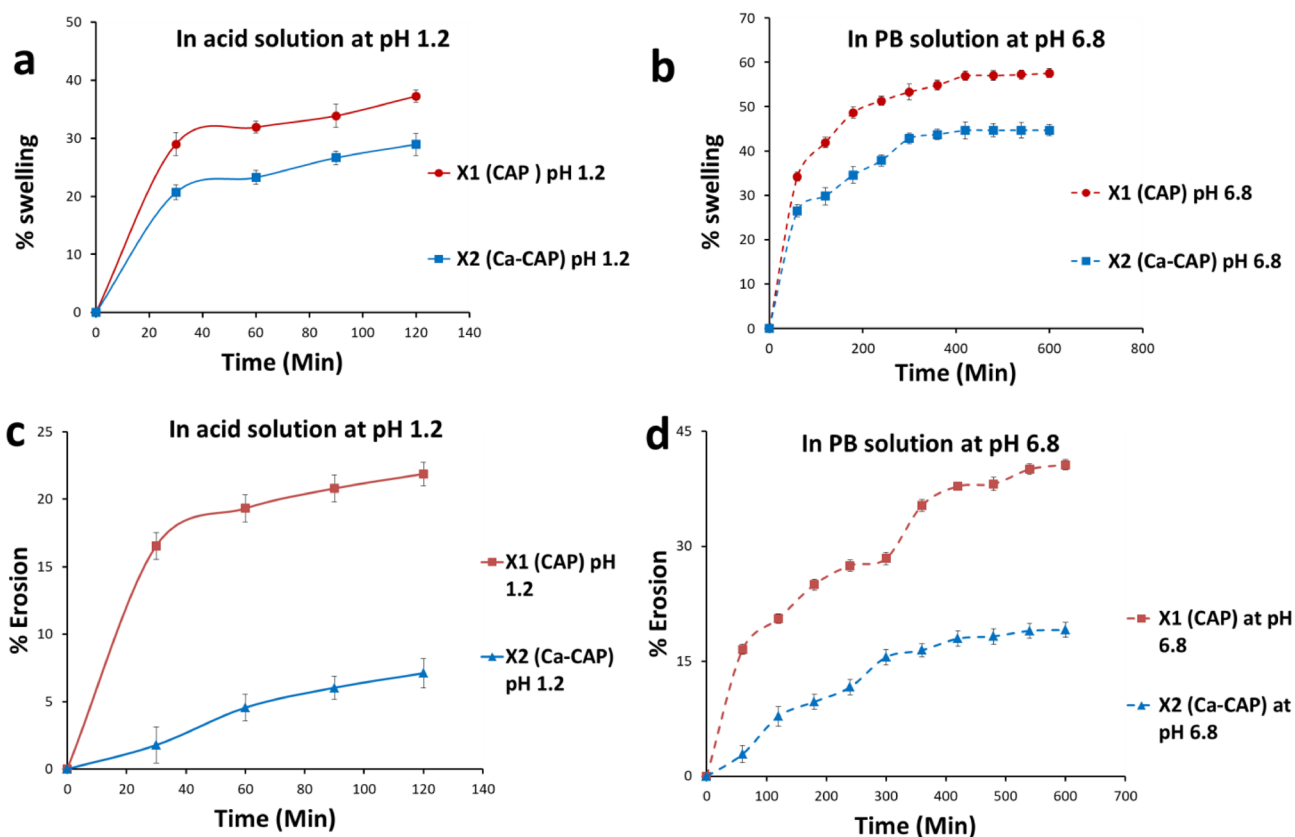 a
In acid solution at pH 1.2
50
40
30
20
10
0
% swelling
0 20 40 60 80 100 120 140
Time (Min)
X1 (CAP ) pH 1.2
X2 (Ca-CAP) pH 1.2
b
In PB solution at pH 6.8
70
60
50
40
30
20
10
0
% swelling
0 200 400 600 800
Time (Min)
X1 (CAP) pH 6.8
X2 (Ca-CAP) pH 6.8
c
In acid solution at pH 1.2
25
20
15
10
5
0
% Erosion
0 20 40 60 80 100 120 140
Time (Min)
X1 (CAP) pH
1.2
X2 (Ca-CAP)
pH 1.2
d
In PB solution at pH 6.8
45
30
15
0
% Erosion
0 100 200 300 400 500 600 700
Time (Min)
X1 (CAP) at pH
6.8
X2 (Ca-CAP) at
pH 6.8